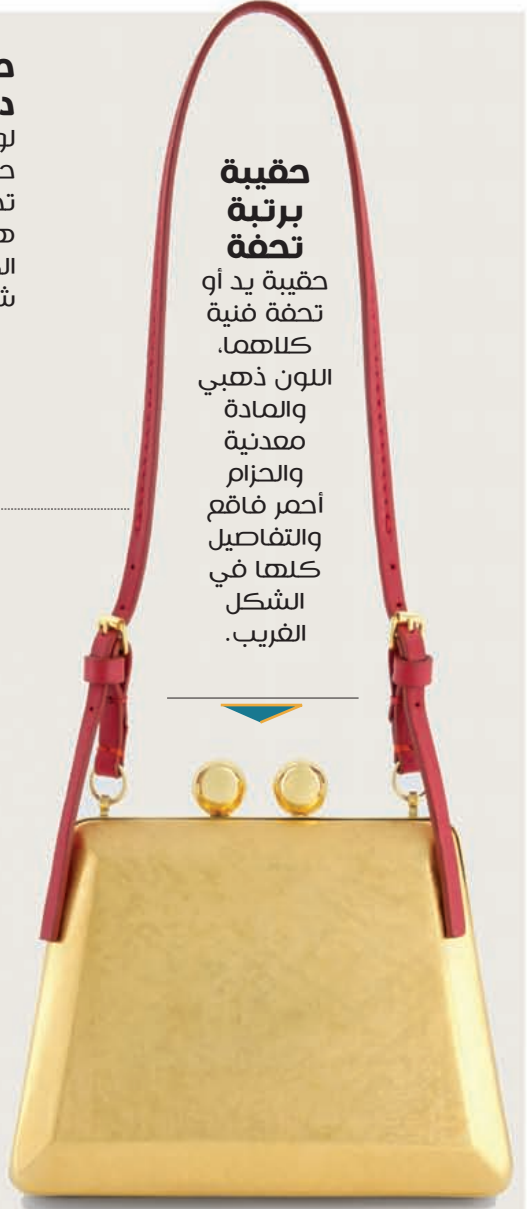 حقيبة
برتبة
تحفة
حقيبة يد أو
تحفة فنية
كلاهما،
اللون ذهبي
والمادة
معدنية
والحزام
أحمر فاقع
والتفاصيل
كلها في
الشكل
الغريب.